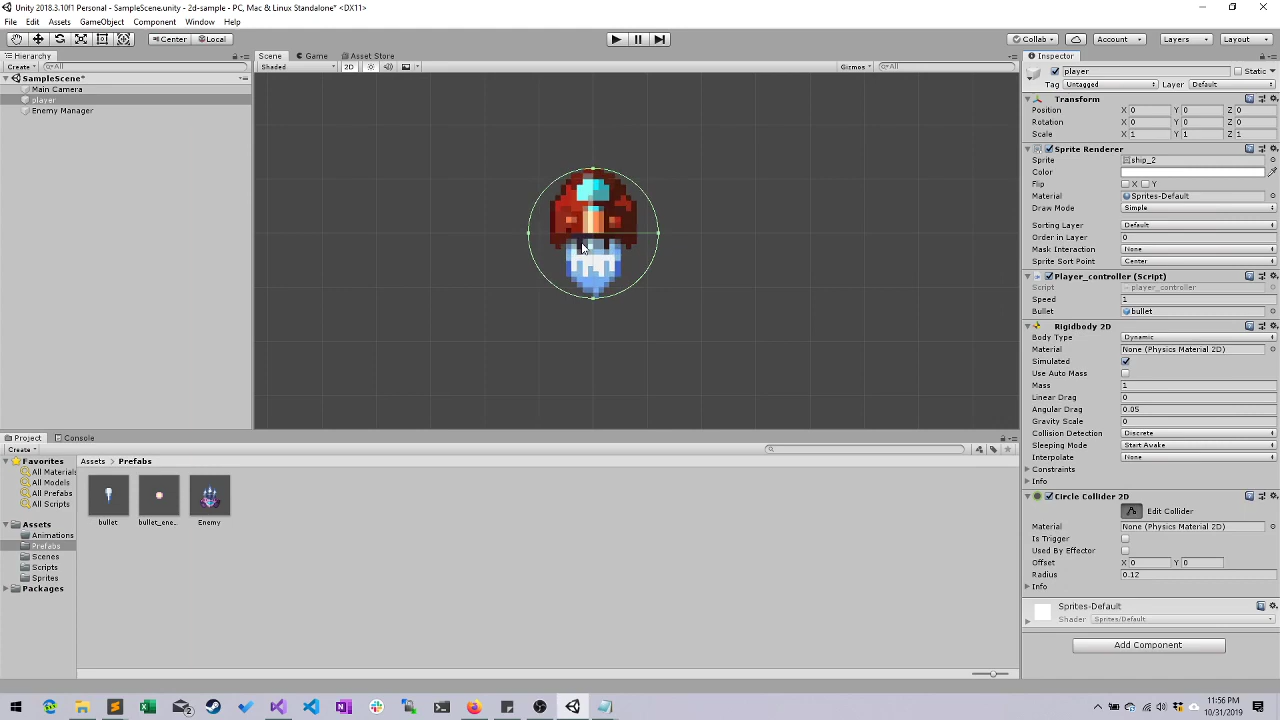 Unity 2018.3.10f1 Personal - SampleScene.unity - 2d-sample - PC, Mac & Linux Standalone* <DX11>
File Edit Assets GameObject Component Window Help
Center Local
Collab Account Layers Layout
Hierarchy
Create All
SampleScene*
Main Camera
player
Enemy Manager
Scene Game Asset Store
Shaded 2D Gizmos All
Inspector
player Static
Tag Untagged Layer Default
Transform
Position X 0 Y 0 Z 0
Rotation X 0 Y 0 Z 0
Scale X 1 Y 1 Z 1
Sprite Renderer
Sprite ship_2
Color
Flip X Y
Material Sprites-Default
Draw Mode Simple
Sorting Layer Default
Order in Layer 0
Mask Interaction None
Sprite Sort Point Center
Player_controller (Script)
Script player_controller
Speed 1
Bullet bullet
Rigidbody 2D
Body Type Dynamic
Material None (Physics Material 2D)
Simulated
Use Auto Mass
Mass 1
Linear Drag 0
Angular Drag 0.05
Gravity Scale 0
Collision Detection Discrete
Sleeping Mode Start Awake
Interpolate None
Constraints
Info
Circle Collider 2D
Edit Collider
Material None (Physics Material 2D)
Is Trigger
Used By Effector
Offset X 0 Y 0
Radius 0.12
Info
Sprites-Default
Shader Sprites/Default
Add Component
Project Console
Create
Favorites
All Materials
All Models
All Prefabs
All Scripts
Assets
Animations
Prefabs
Scenes
Scripts
Sprites
Packages
Assets Prefabs
bullet bullet_ene... Enemy
2
11:56 PM
10/31/2019